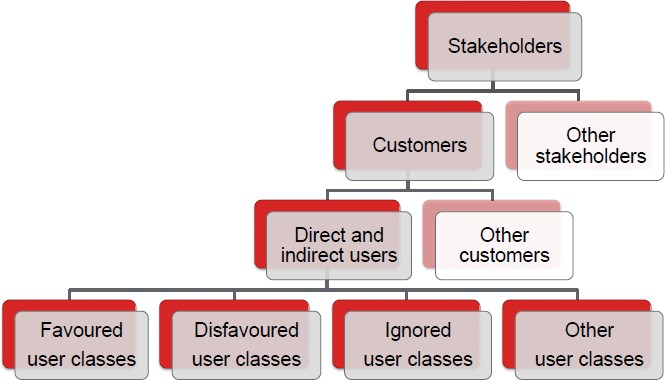 Stakeholders
Customers
Other
stakeholders
Direct and
indirect users
Other
customers
Favoured
user classes
Disfavoured
user classes
Ignored
user classes
Other
user classes